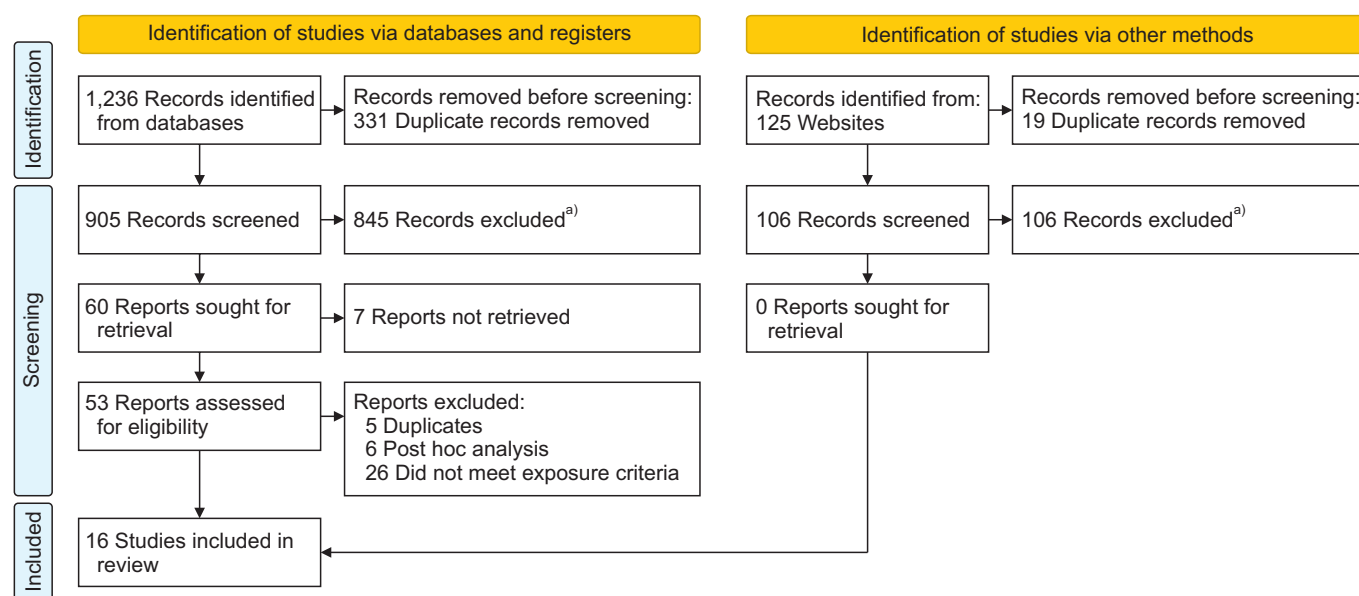 Identification of studies via databases and registers
Identification of studies via other methods
Identification
1,236 Records identified
from databases
Records removed before screening:
331 Duplicate records removed
Records identified from:
125 Websites
Records removed before screening:
19 Duplicate records removed
Screening
905 Records screened
845 Records excluded a)
106 Records screened
106 Records excluded a)
60 Reports sought for
retrieval
7 Reports not retrieved
0 Reports sought for
retrieval
53 Reports assessed
for eligibility
Reports excluded:
5 Duplicates
6 Post hoc analysis
26 Did not meet exposure criteria
Included
16 Studies included in
review